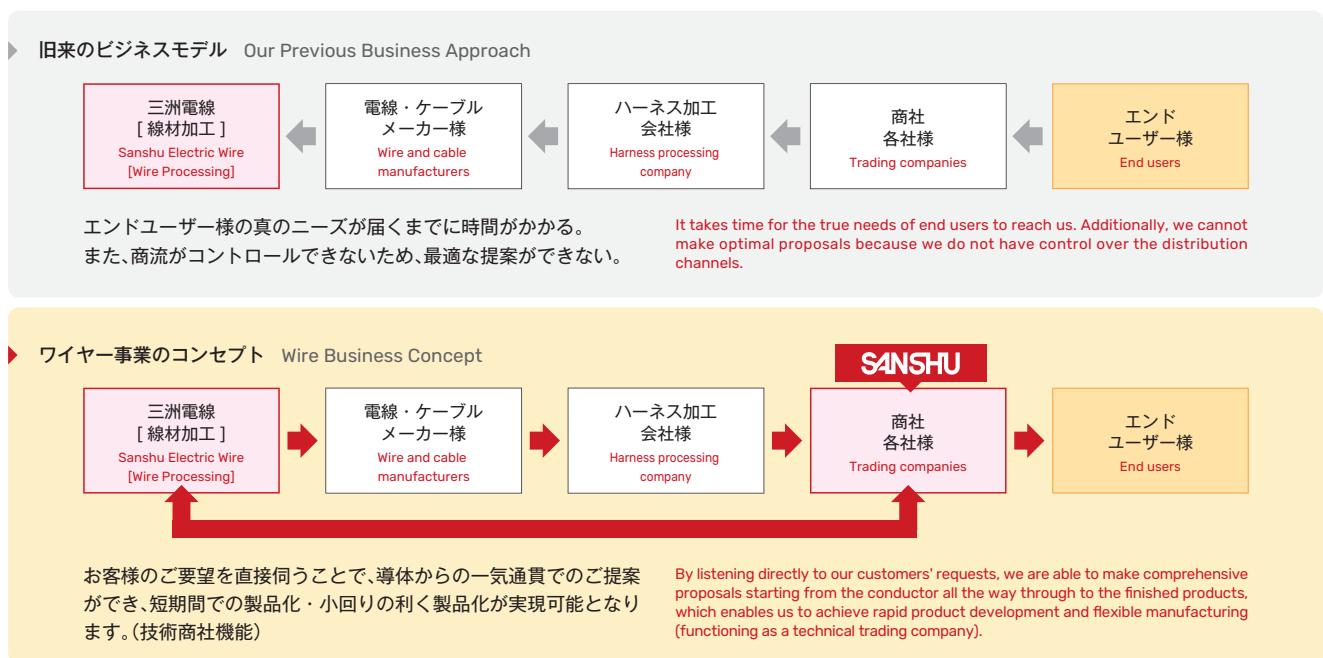 旧来のビジネスモデル Our Previous Business Approach
三洲電線
[ 線材加工 ]
Sanshu Electric Wire
[Wire Processing]
電線・ケーブル
メーカー様
Wire and cable
manufacturers
ハーネス加工
会社様
Harness processing
company
商社
各社様
Trading companies
エンド
ユーザー様
End users
エンドユーザー様の真のニーズが届くまでに時間がかかる。
また、商流がコントロールできないため、最適な提案ができない。
It takes time for the true needs of end users to reach us. Additionally, we cannot
make optimal proposals because we do not have control over the distribution
channels.
ワイヤー事業のコンセプト Wire Business Concept
SANSHU
三洲電線
[ 線材加工 ]
Sanshu Electric Wire
[Wire Processing]
電線・ケーブル
メーカー様
Wire and cable
manufacturers
ハーネス加工
会社様
Harness processing
company
商社
各社様
Trading companies
エンド
ユーザー様
End users
お客様のご要望を直接伺うことで、導体からの一気通貫でのご提案
ができ、短期間での製品化・小回りの利く製品化が実現可能となり
ます。(技術商社機能)
By listening directly to our customers' requests, we are able to make comprehensive
proposals starting from the conductor all the way through to the finished products,
which enables us to achieve rapid product development and flexible manufacturing
(functioning as a technical trading company).